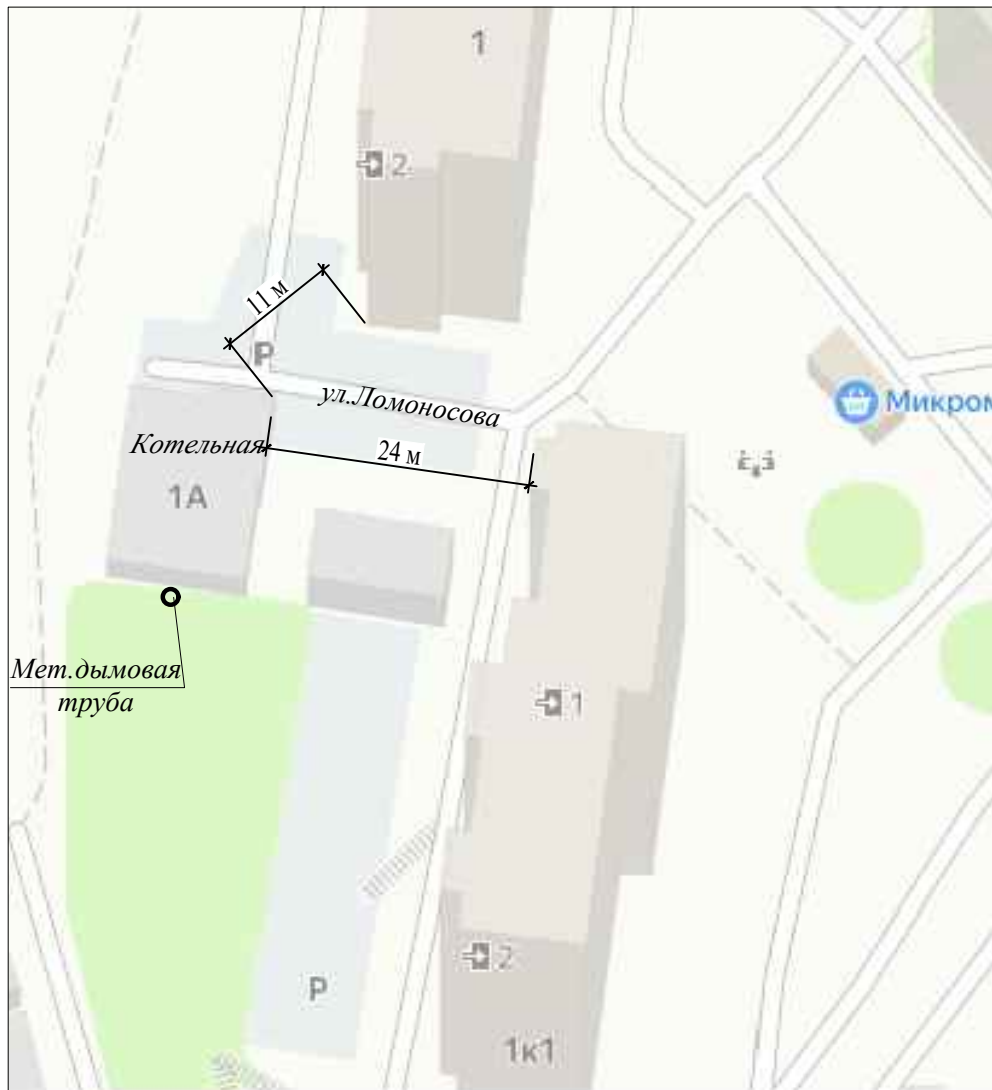 1
2
11 м
P
ул.Ломоносова
Микром
Котельная
24 м
1А
Мет.дымовая
труба
1
2
P
1к1